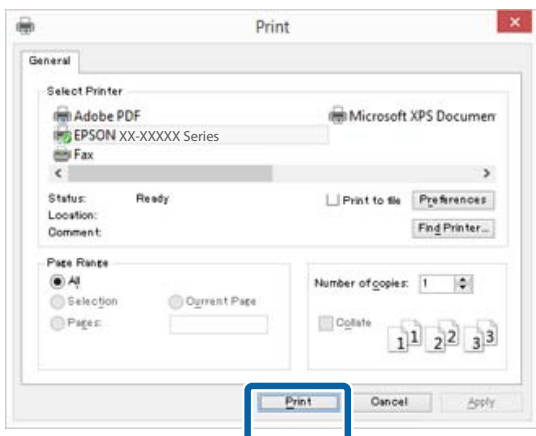 Print
General
Select Printer
Adobe PDF
Microsoft XPS Documen
EPSON XX-XXXXX Series
Fax
Status: Ready
Print to file
Preferences
Location:
Comment:
Find Printer...
Page Range
All
Selection
Current Page
Pages:
Number of copies: 1
Collate
1 1 2 2 3 3
Print
Cancel
Apply